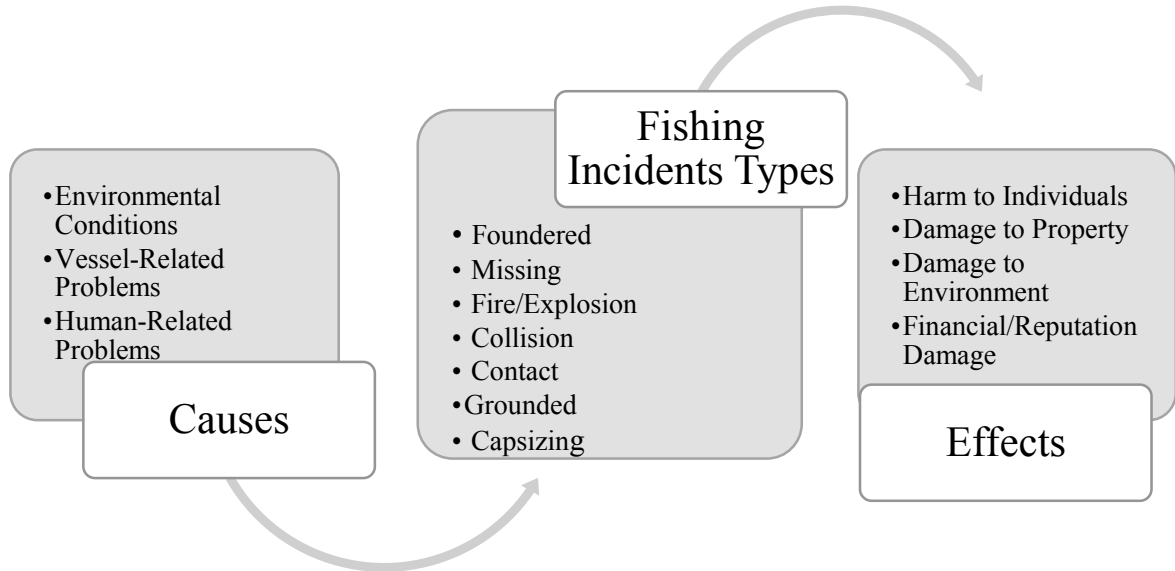 •Environmental
Conditions
•Vessel-Related
Problems
•Human-Related
Problems
Causes
Fishing
Incidents Types
• Foundered
• Missing
• Fire/Explosion
• Collision
• Contact
•Grounded
• Capsizing
•Harm to Individuals
•Damage to Property
•Damage to
Environment
•Financial/Reputation
Damage
Effects